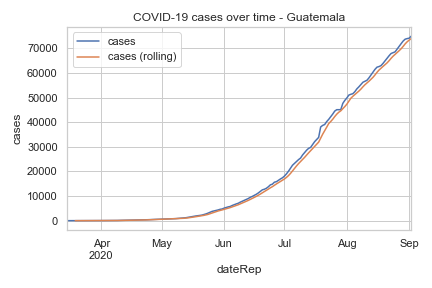 COVID-19 cases over time - Guatemala
cases
cases (rolling)
cases
70000
60000
50000
40000
30000
20000
10000
0
Apr May Jun Jul Aug Sep
2020
dateRep